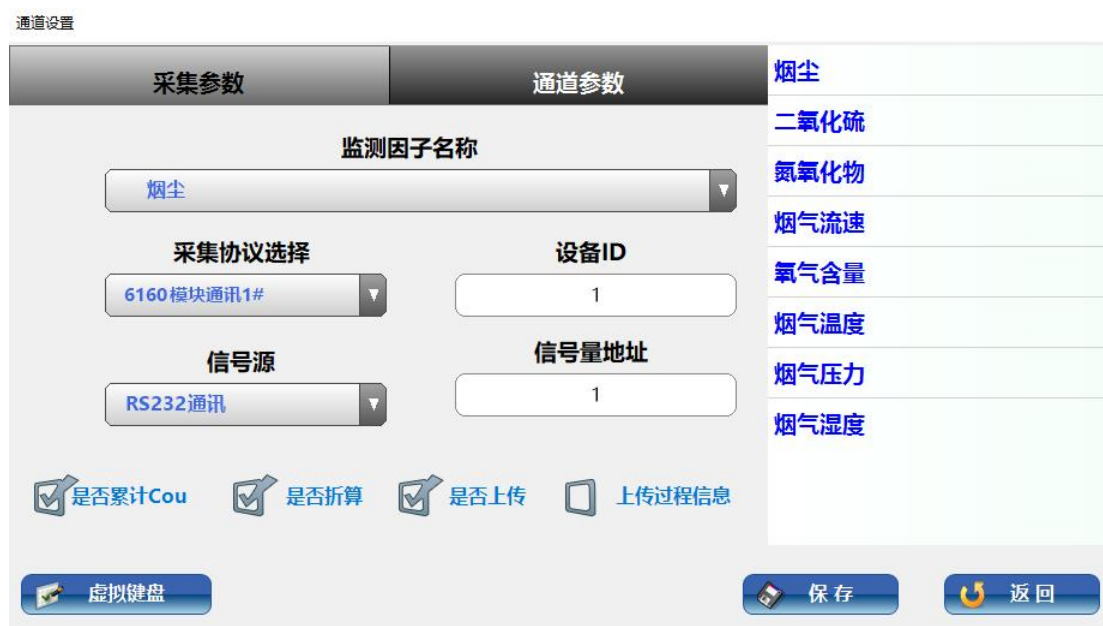 通道设置
采集参数
通道参数
监测因子名称
烟尘
采集协议选择
设备ID
6160模块通讯1#
1
信号源
信号量地址
RS232通讯
1
是否累计Cou
是否折算
是否上传
上传过程信息
烟尘
二氧化硫
氮氧化物
烟气流速
氧气含量
烟气温度
烟气压力
烟气湿度
虚拟键盘
保存
返回